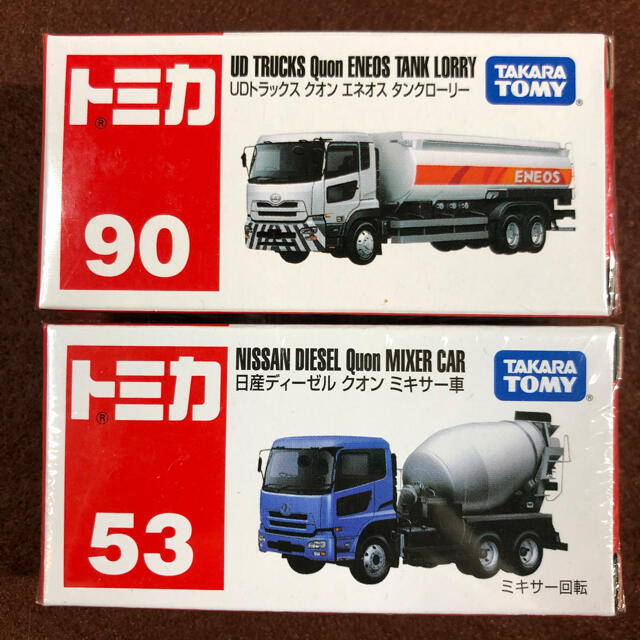 トミカ®
90
UD TRUCKS Quon ENEOS TANK LORRY
UDトラックス クオン エネオス タンクローリー
TAKARA
TOMY®
ENEOS
トミカ®
53
NISSAN DIESEL Quon MIXER CAR
日産ディーゼル クオン ミキサー車
TAKARA
TOMY®
ミキサー回転